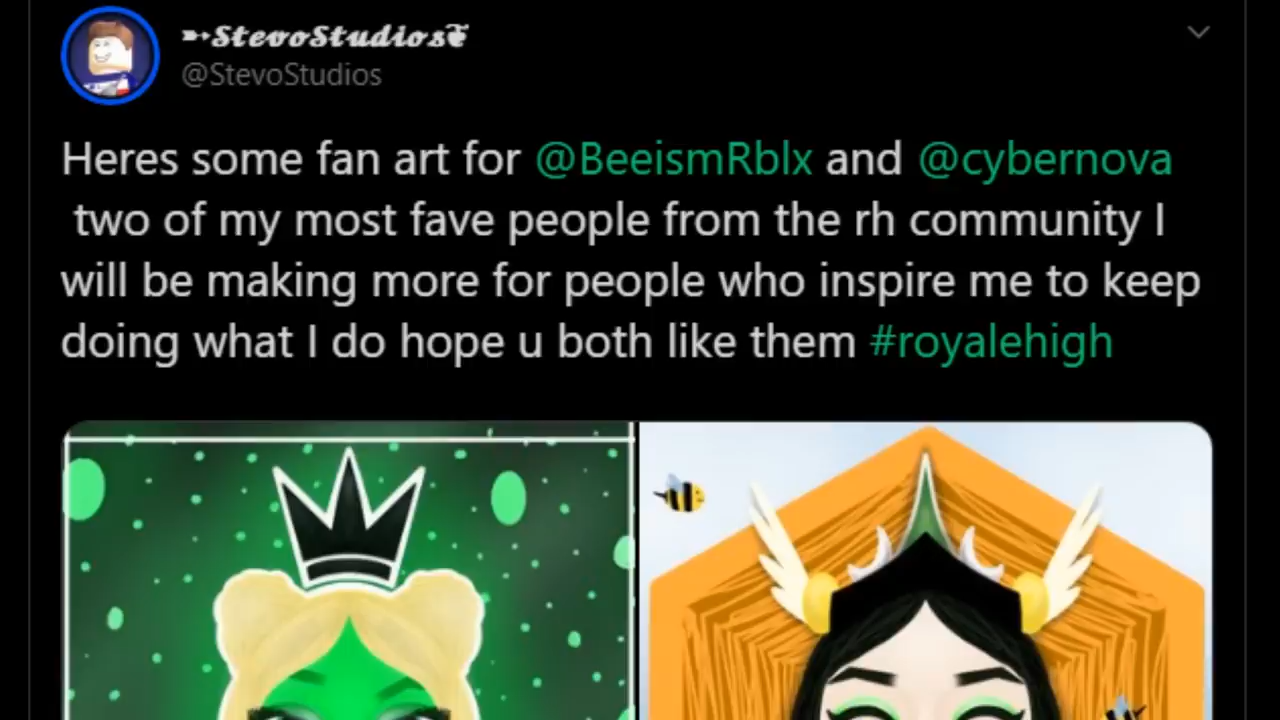 ➸𝓢𝓽𝓮𝓿𝓸𝓢𝓽𝓾𝓭𝓲𝓸𝓼❦
@StevoStudios
Heres some fan art for @BeeismRblx and @cybernova
two of my most fave people from the rh community I
will be making more for people who inspire me to keep
doing what I do hope u both like them #royalehigh